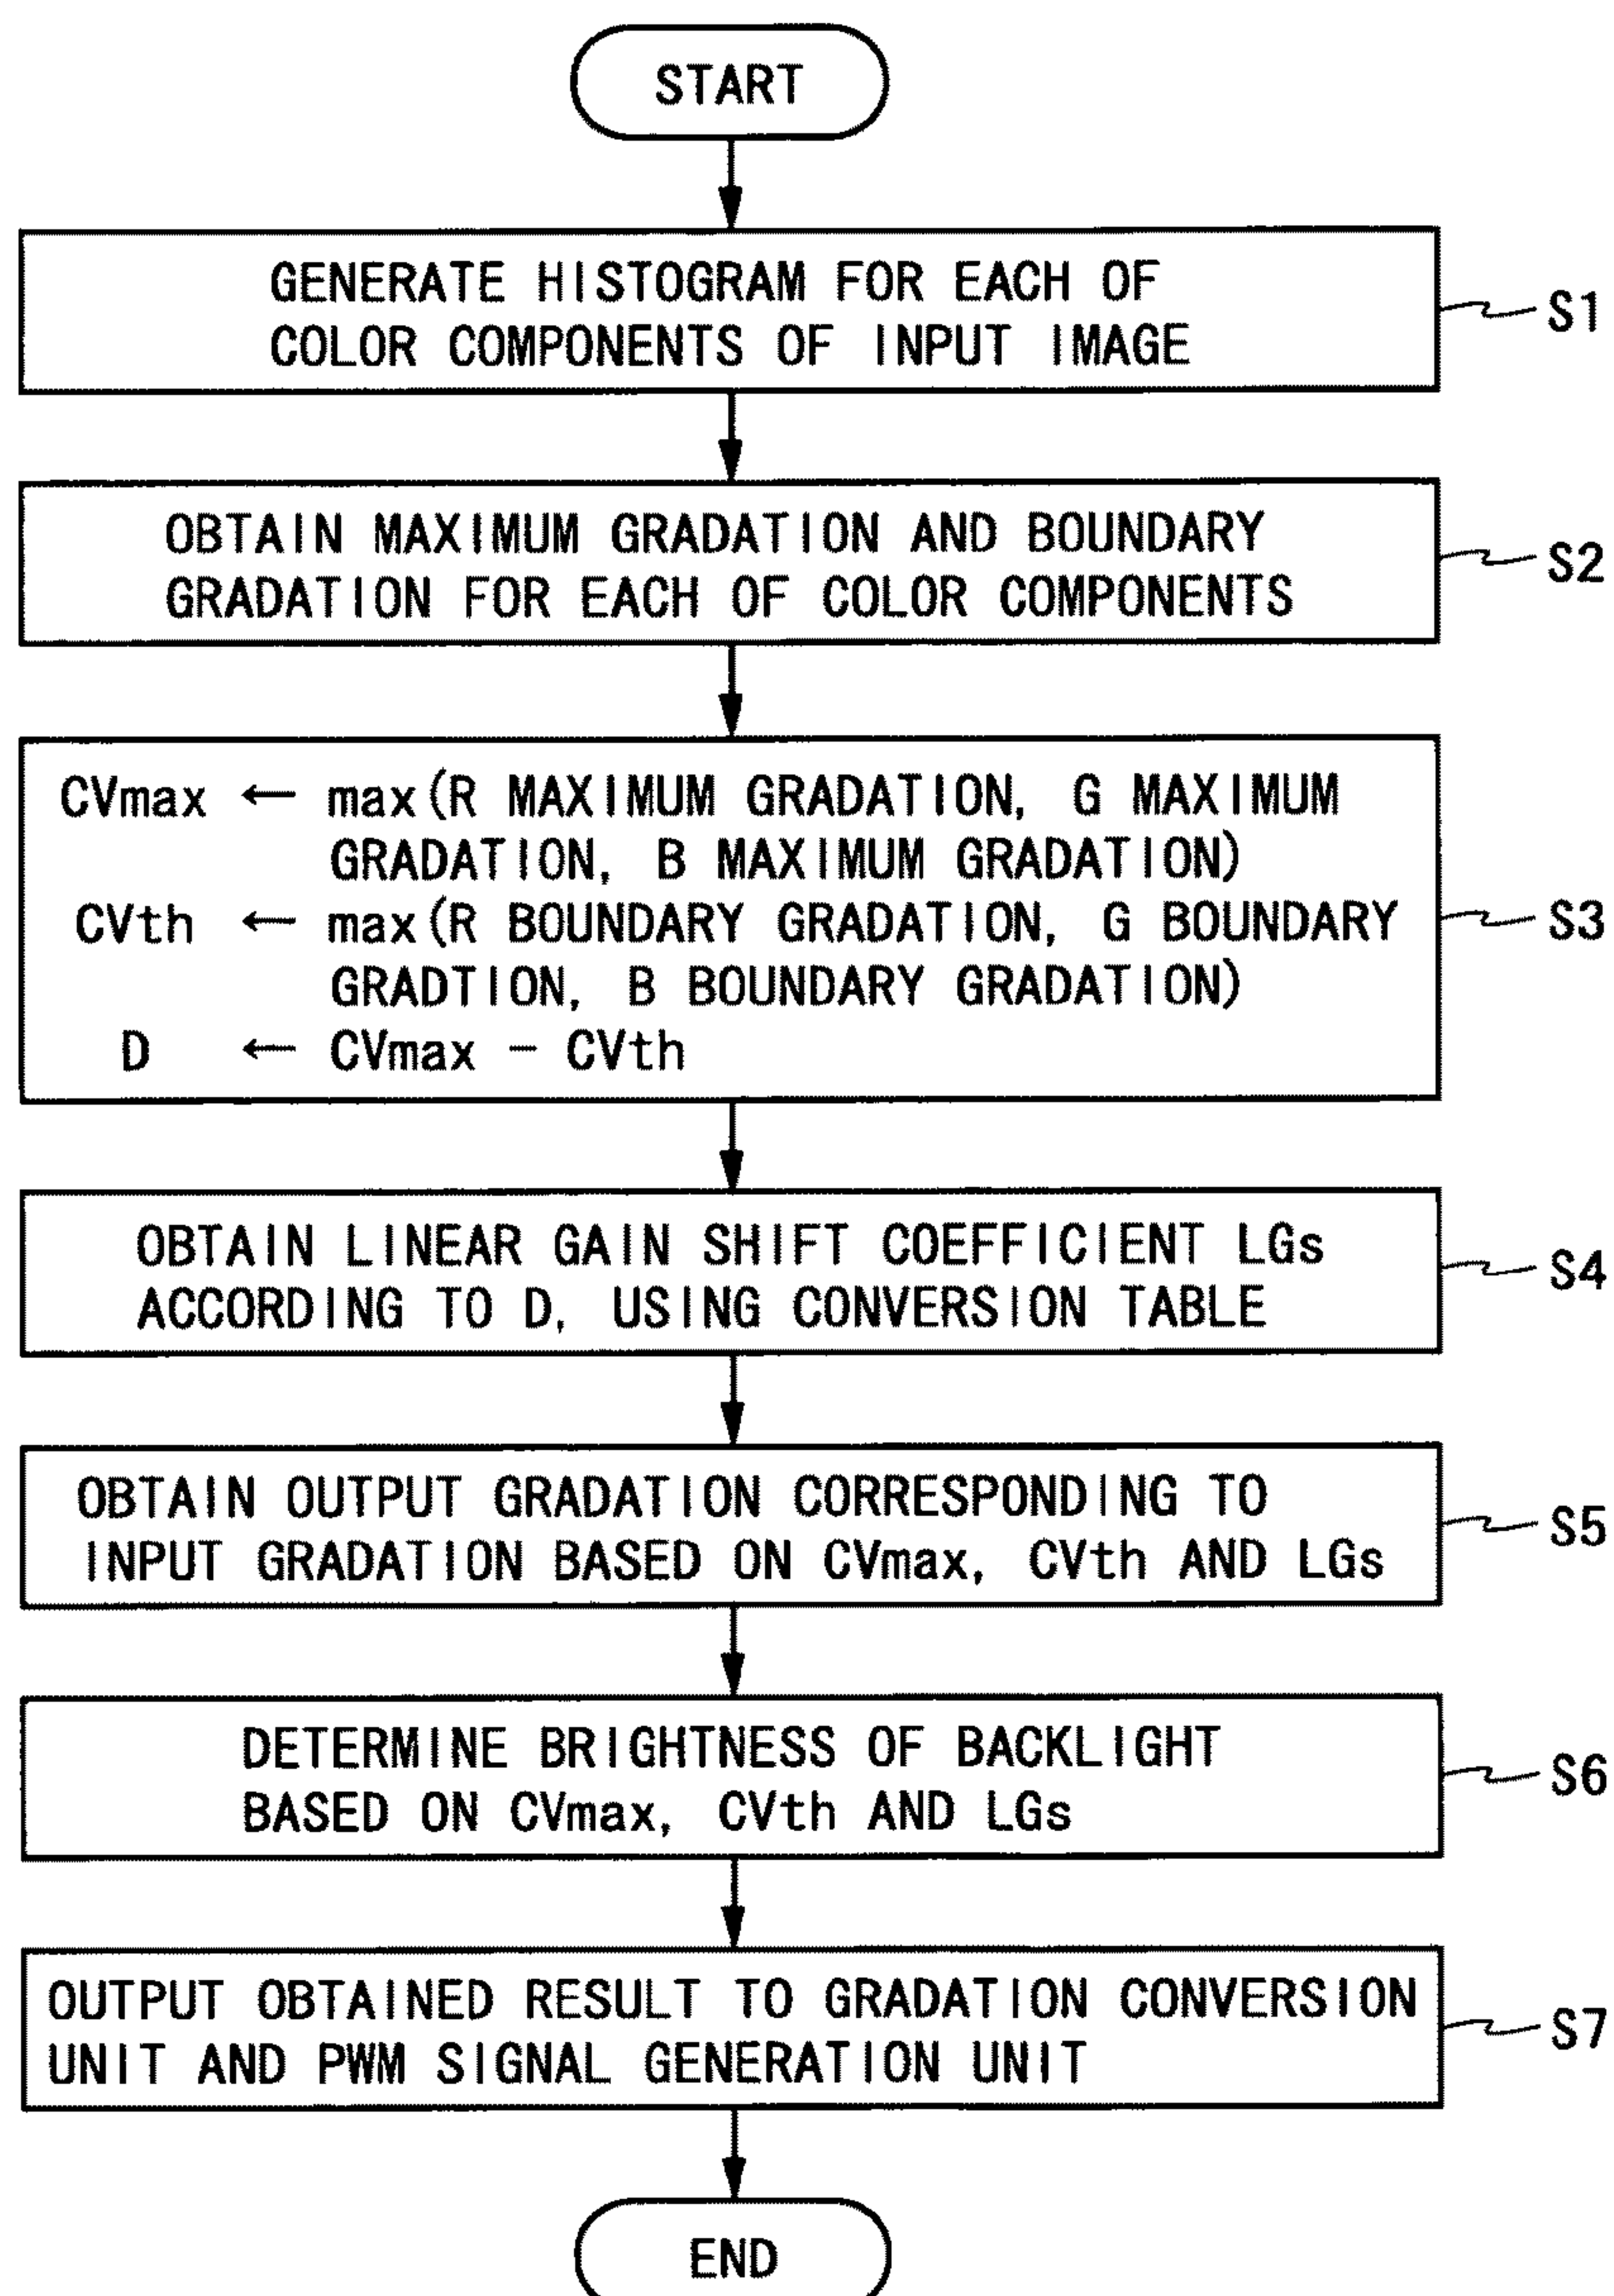 START
GENERATE HISTOGRAM FOR EACH OF
COLOR COMPONENTS OF INPUT IMAGE
S1
OBTAIN MAXIMUM GRADATION AND BOUNDARY
GRADATION FOR EACH OF COLOR COMPONENTS
S2
CVmax ← max(R MAXIMUM GRADATION, G MAXIMUM
GRADATION, B MAXIMUM GRADATION)
CVth ← max(R BOUNDARY GRADATION, G BOUNDARY
GRADTION, B BOUNDARY GRADATION)
D ← CVmax - CVth
S3
OBTAIN LINEAR GAIN SHIFT COEFFICIENT LGs
ACCORDING TO D, USING CONVERSION TABLE
S4
OBTAIN OUTPUT GRADATION CORRESPONDING TO
INPUT GRADATION BASED ON CVmax, CVth AND LGs
S5
DETERMINE BRIGHTNESS OF BACKLIGHT
BASED ON CVmax, CVth AND LGs
S6
OUTPUT OBTAINED RESULT TO GRADATION CONVERSION
UNIT AND PWM SIGNAL GENERATION UNIT
S7
END